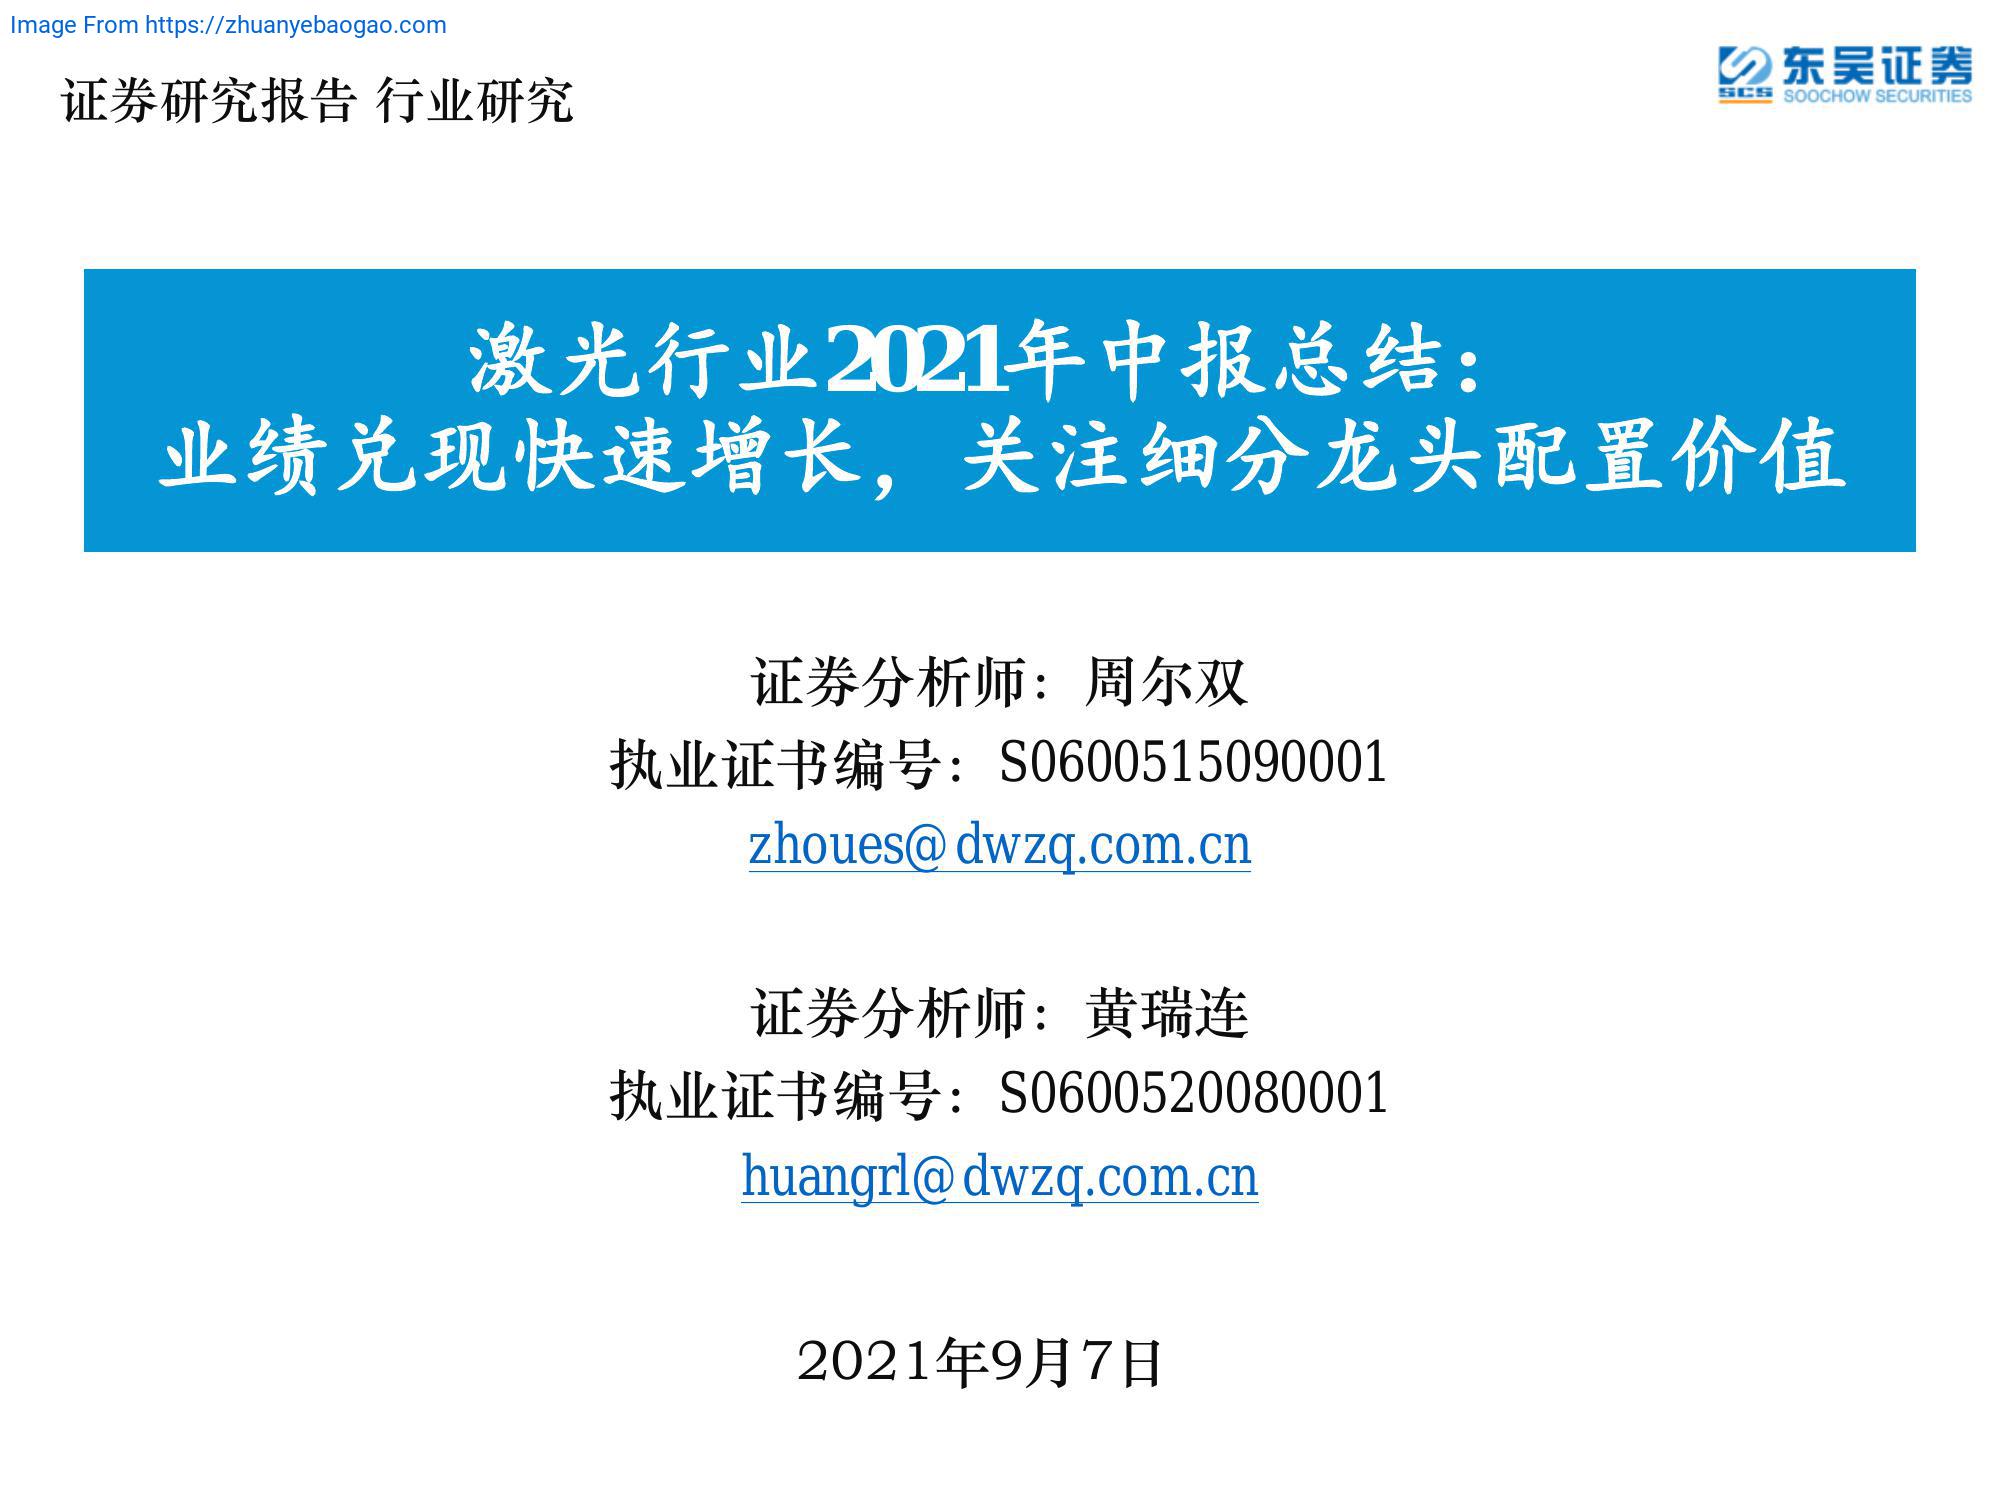 Image From https://zhuanyebaogao.com
证券研究报告 行业研究
东吴证券
SCS SOOCHOW SECURITIES
激光行业2021年中报总结：
业绩兑现快速增长，关注细分龙头配置价值
证券分析师：周尔双
执业证书编号：S0600515090001
zhoues@dwzq.com.cn
证券分析师：黄瑞连
执业证书编号：S0600520080001
huangrl@dwzq.com.cn
2021年9月7日